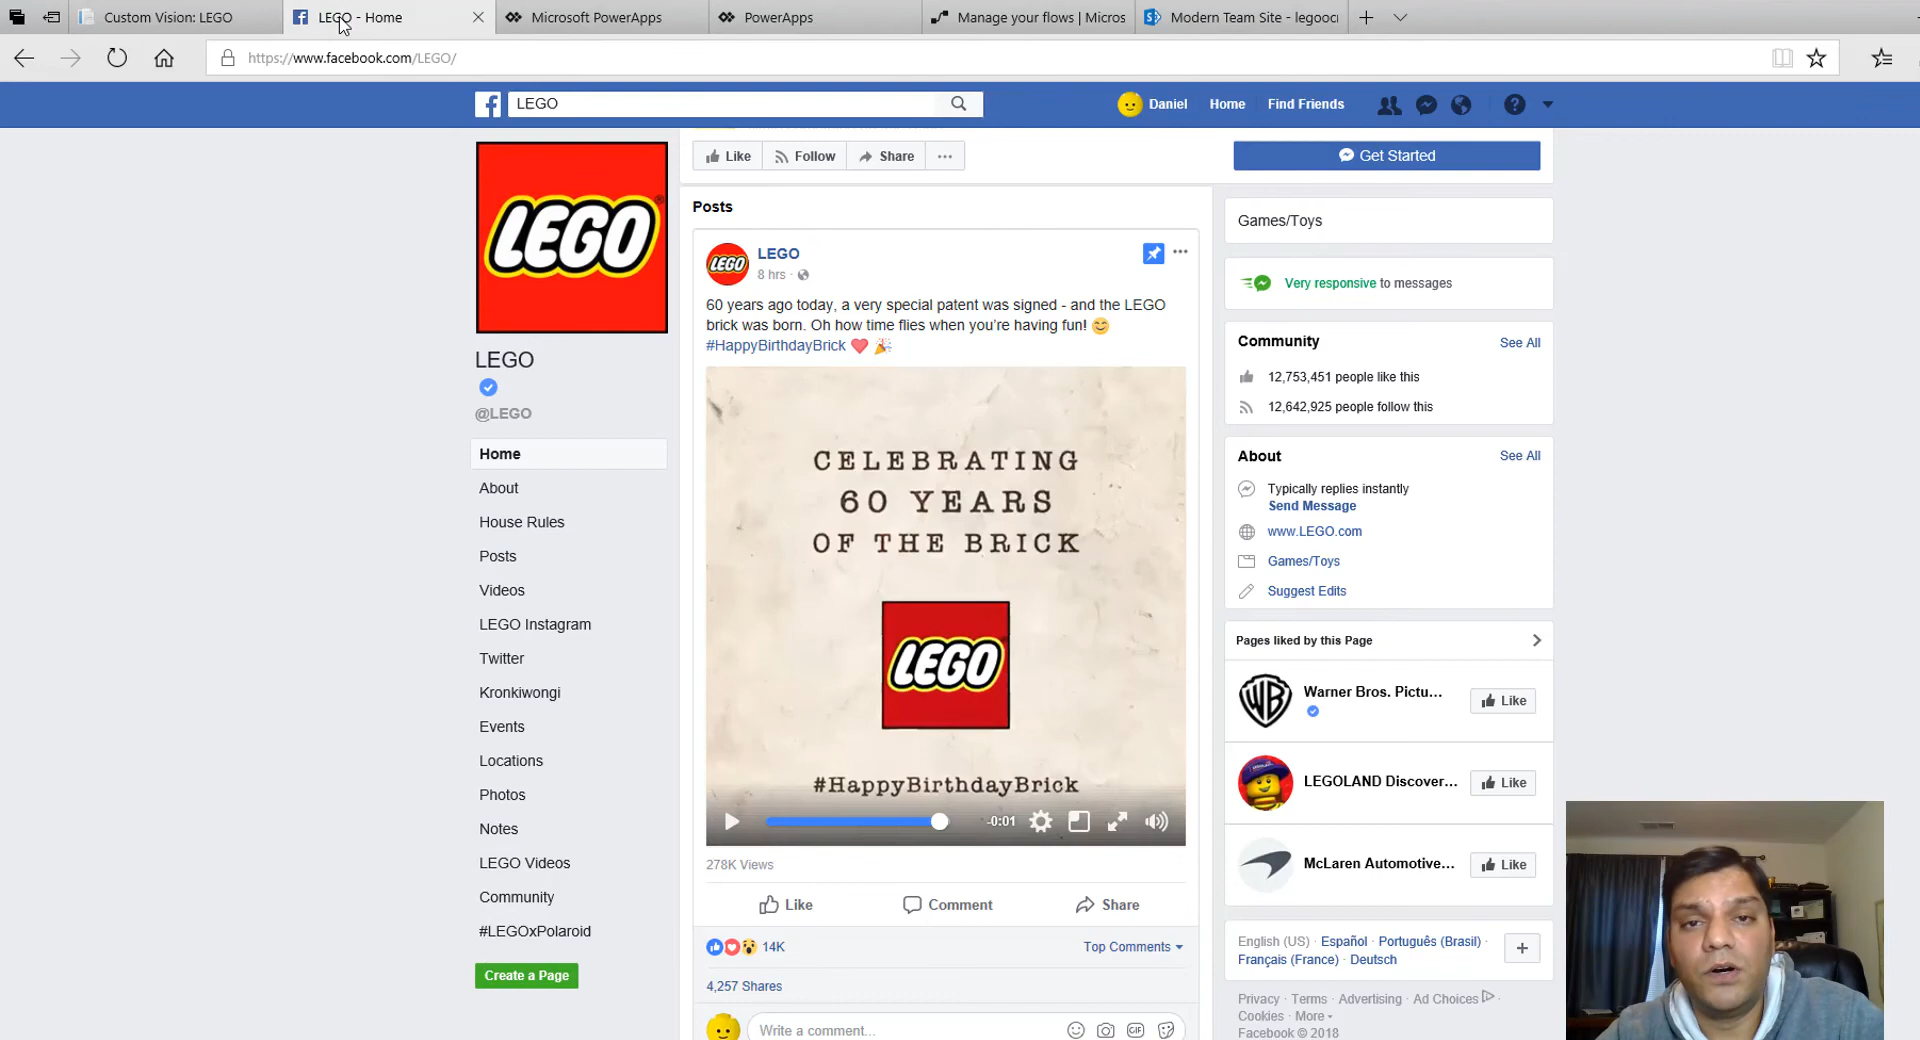 Custom Vision: LEGO
LEGO - Home
Microsoft PowerApps
PowerApps
Manage your flows | Micros
Modern Team Site - legoocr
https://www.facebook.com/LEGO/
LEGO
Daniel
Home
Find Friends
LEGO
LEGO
@LEGO
Home
About
House Rules
Posts
Videos
LEGO Instagram
Twitter
Kronkiwongi
Events
Locations
Photos
Notes
LEGO Videos
Community
#LEGOxPolaroid
Create a Page
Like
Follow
Share
Get Started
Posts
LEGO
LEGO
8 hrs ·
60 years ago today, a very special patent was signed - and the LEGO
brick was born. Oh how time flies when you're having fun! 😊
#HappyBirthdayBrick ❤️ 🎉
CELEBRATING
60 YEARS
OF THE BRICK
LEGO
#HappyBirthdayBrick
-0:01
278K Views
Like
Comment
Share
14K
Top Comments
4,257 Shares
Write a comment...
GIF
Games/Toys
Very responsive to messages
Community
See All
12,753,451 people like this
12,642,925 people follow this
About
See All
Typically replies instantly
Send Message
www.LEGO.com
Games/Toys
Suggest Edits
Pages liked by this Page
WB
Warner Bros. Pictu...
Like
LEGOLAND Discover...
Like
McLaren Automotive...
Like
English (US) · Español · Português (Brasil) ·
Français (France) · Deutsch
Privacy · Terms · Advertising · Ad Choices ·
Cookies · More
Facebook © 2018